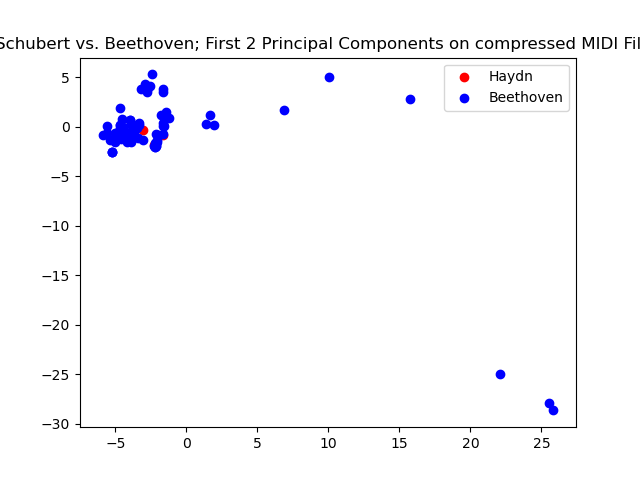 Schubert vs. Beethoven; First 2 Principal Components on compressed MIDI Fil
Haydn
Beethoven
5
0
−5
−10
−15
−20
−25
−30
−5 0 5 10 15 20 25